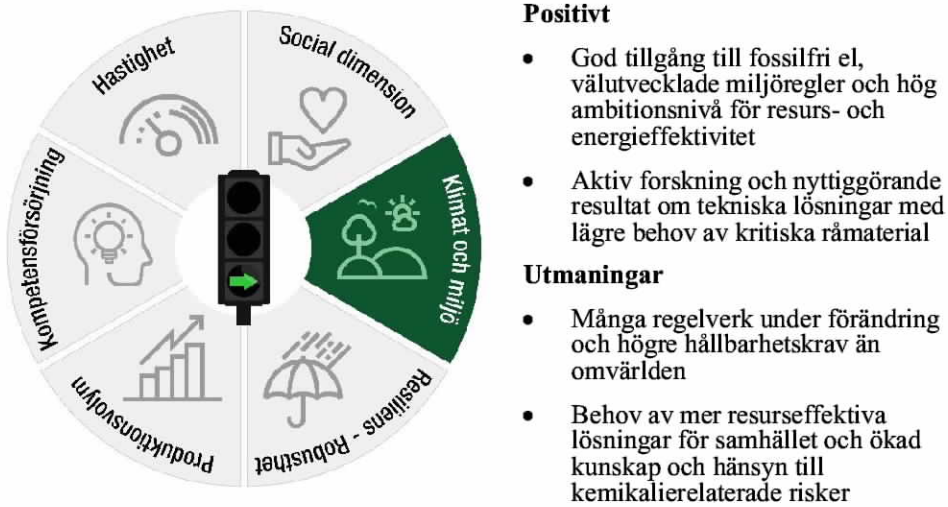 Hastighet
Social dimension
Klimat och miljö
Resiliens - Robusthet
Produktionsvolym
Kompetensförsörjning
Positivt
• God tillgång till fossilfri el,
välutvecklade miljöregler och hög
ambitionsnivå för resurs- och
energieffektivitet
• Aktiv forskning och nyttiggörande
resultat om tekniska lösningar med
lägre behov av kritiska råmaterial
Utmaningar
• Många regelverk under förändring
och högre hållbarhetskrav än
omvärlden
• Behov av mer resurseffektiva
lösningar för samhället och ökad
kunskap och hänsyn till
kemikalierelaterade risker